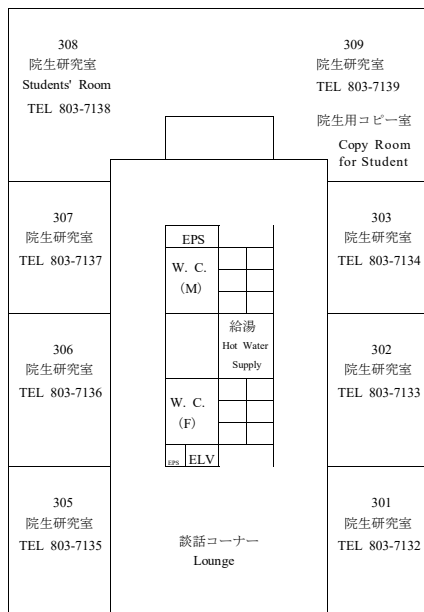 308
院生研究室
Students' Room
TEL 803-7138
309
院生研究室
TEL 803-7139
院生用コピー室
Copy Room
for Student
307
院生研究室
TEL 803-7137
303
院生研究室
TEL 803-7134
EPS
W. C.
(M)
給湯
Hot Water
Supply
306
院生研究室
TEL 803-7136
302
院生研究室
TEL 803-7133
W. C.
(F)
EPS
ELV
305
院生研究室
TEL 803-7135
301
院生研究室
TEL 803-7132
談話コーナー
Lounge